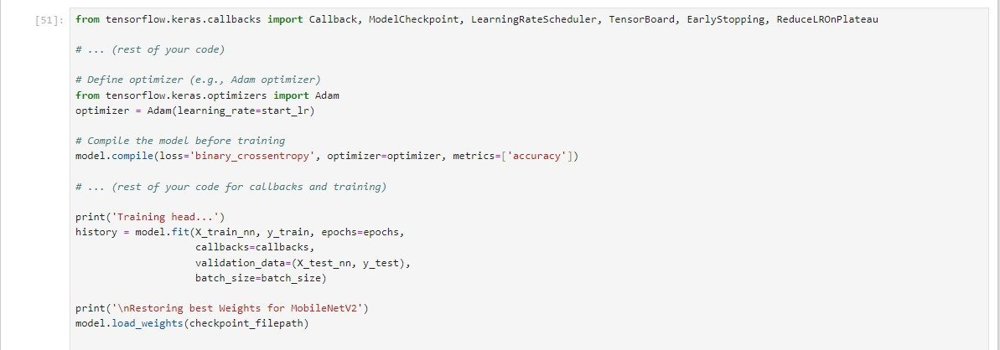 [51]: from tensorflow.keras.callbacks import Callback, ModelCheckpoint, LearningRateScheduler, TensorBoard, EarlyStopping, ReduceLROnPlateau
# ... (rest of your code)
# Define optimizer (e.g., Adam optimizer)
from tensorflow.keras.optimizers import Adam
optimizer = Adam(learning_rate=start_lr)
# Compile the model before training
model.compile(loss='binary_crossentropy', optimizer=optimizer, metrics=['accuracy'])
# ... (rest of your code for callbacks and training)
print('Training head...')
history = model.fit(X_train_nn, y_train, epochs=epochs,
callbacks=callbacks,
validation_data=(X_test_nn, y_test),
batch_size=batch_size)
print('\nRestoring best Weights for MobileNetV2')
model.load_weights(checkpoint_filepath)